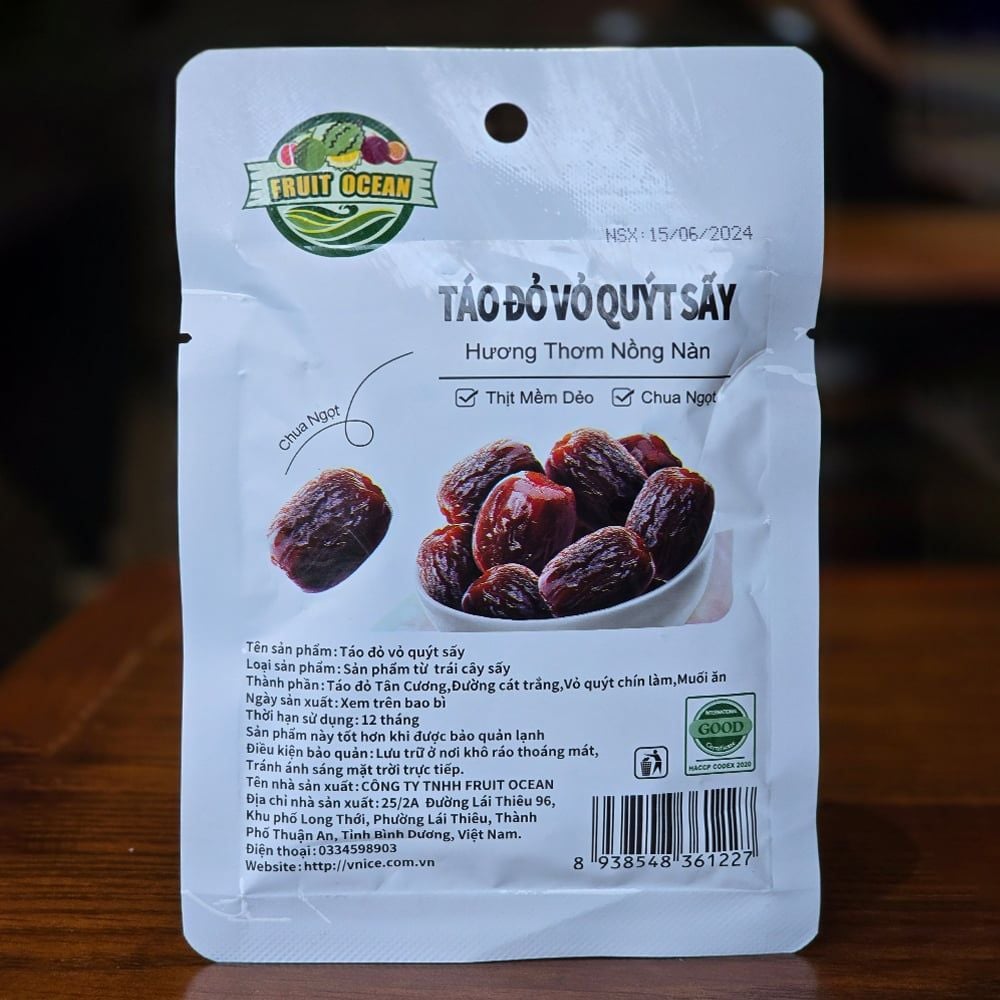 FRUIT OCEAN
NSX:15/06/2024
TÁO ĐỎ VỎ QUÝT SẤY
Hương Thơm Nồng Nàn
Thịt Mềm Dẻo Chua Ngọt
Chua Ngọt
Tên sản phẩm:Táo đỏ vỏ quýt sấy
Loại sản phẩm:Sản phẩm từ trái cây sấy
Thành phần:Táo đỏ Tân Cương,Đường cát trắng,Vỏ quýt chín làm,Muối ăn
Ngày sản xuất:Xem trên bao bì
Thời hạn sử dụng:12 tháng
Sản phẩm này tốt hơn khi được bảo quản lạnh
Điều kiện bảo quản:Lưu trữ ở nơi khô ráo thoáng mát,
Tránh ánh sáng mặt trời trực tiếp.
Tên nhà sản xuất:CÔNG TY TNHH FRUIT OCEAN
Địa chỉ nhà sản xuất:25/2A Đường Lái Thiêu 96,
Khu phố Long Thới, Phường Lái Thiêu, Thành
Phố Thuận An, Tỉnh Bình Dương, Việt Nam.
Điện thoại:0334598903
Website:http://vnice.com.vn
INTERNATIONAL
GOOD
Certificated
HACCP CODEX 2020
8 938548 361227